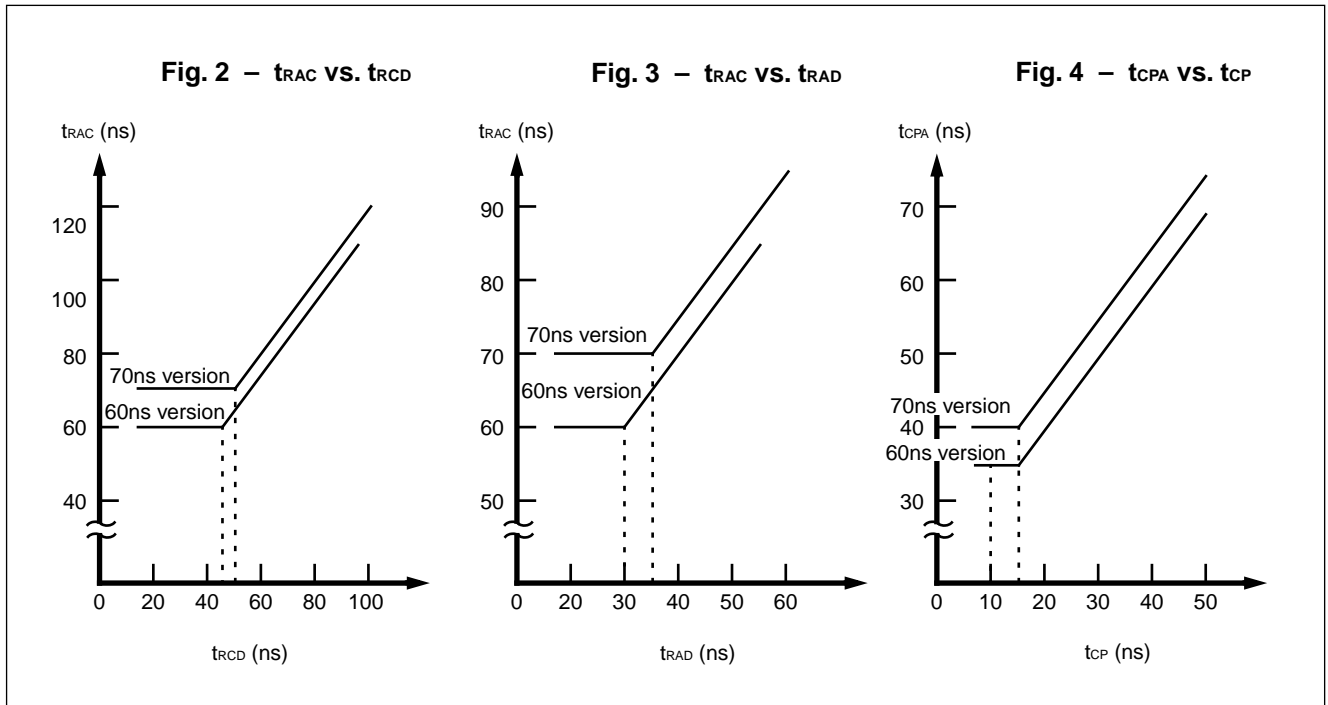 Fig. 2 – tRAC vs. tRCD
tRAC (ns)
120
100
80
70ns version
60ns version
60
40
0 20 40 60 80 100
tRCD (ns)
Fig. 3 – tRAC vs. tRAD
tRAC (ns)
90
80
70ns version
70
60ns version
60
50
0 20 30 40 50 60
tRAD (ns)
Fig. 4 – tCPA vs. tCP
tCPA (ns)
70
60
50
70ns version
40
60ns version
30
0 10 20 30 40 50
tCP (ns)